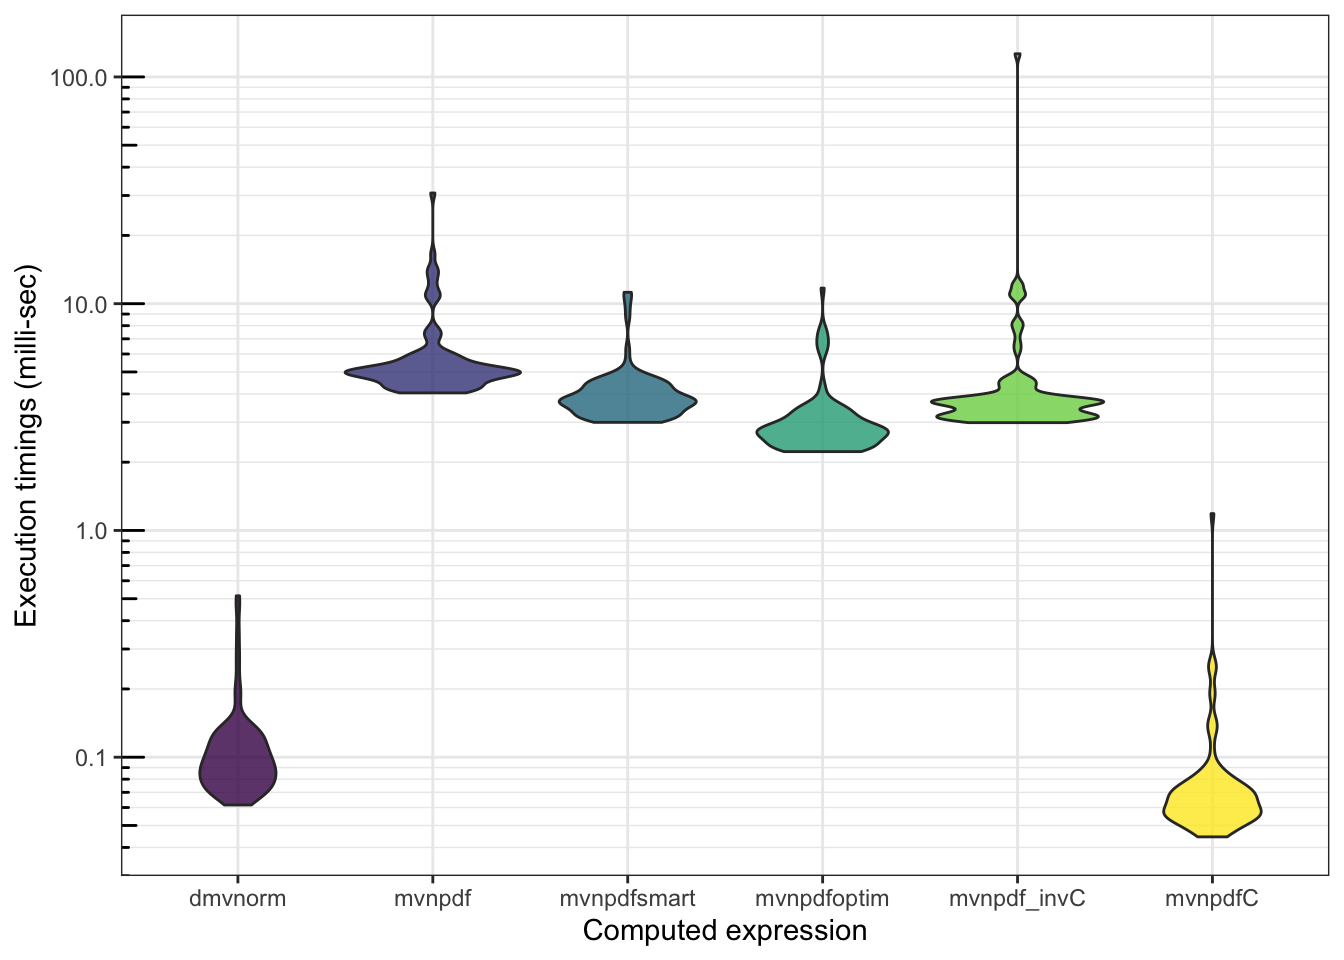 Execution timings (milli-sec)
100.0
10.0
1.0
0.1
dmvnorm mvnpdf mvnpdfsmart mvnpdfoptim mvnpdf_invC mvnpdfC
Computed expression